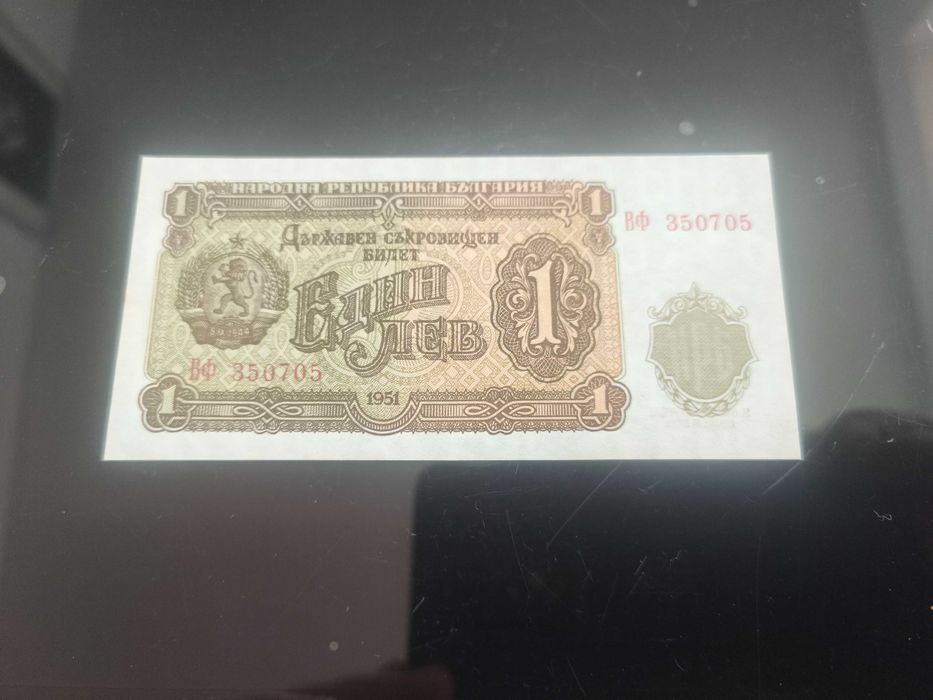 НАРОДНА РЕПУБЛИКА БЪЛГАРИЯ
1
1
ВФ 350705
ДЪРЖАВЕН СЪКРОВИЩЕН
БИЛЕТ
ЕДИН
ЛЕВ
1
ВФ 350705
1951
1
1